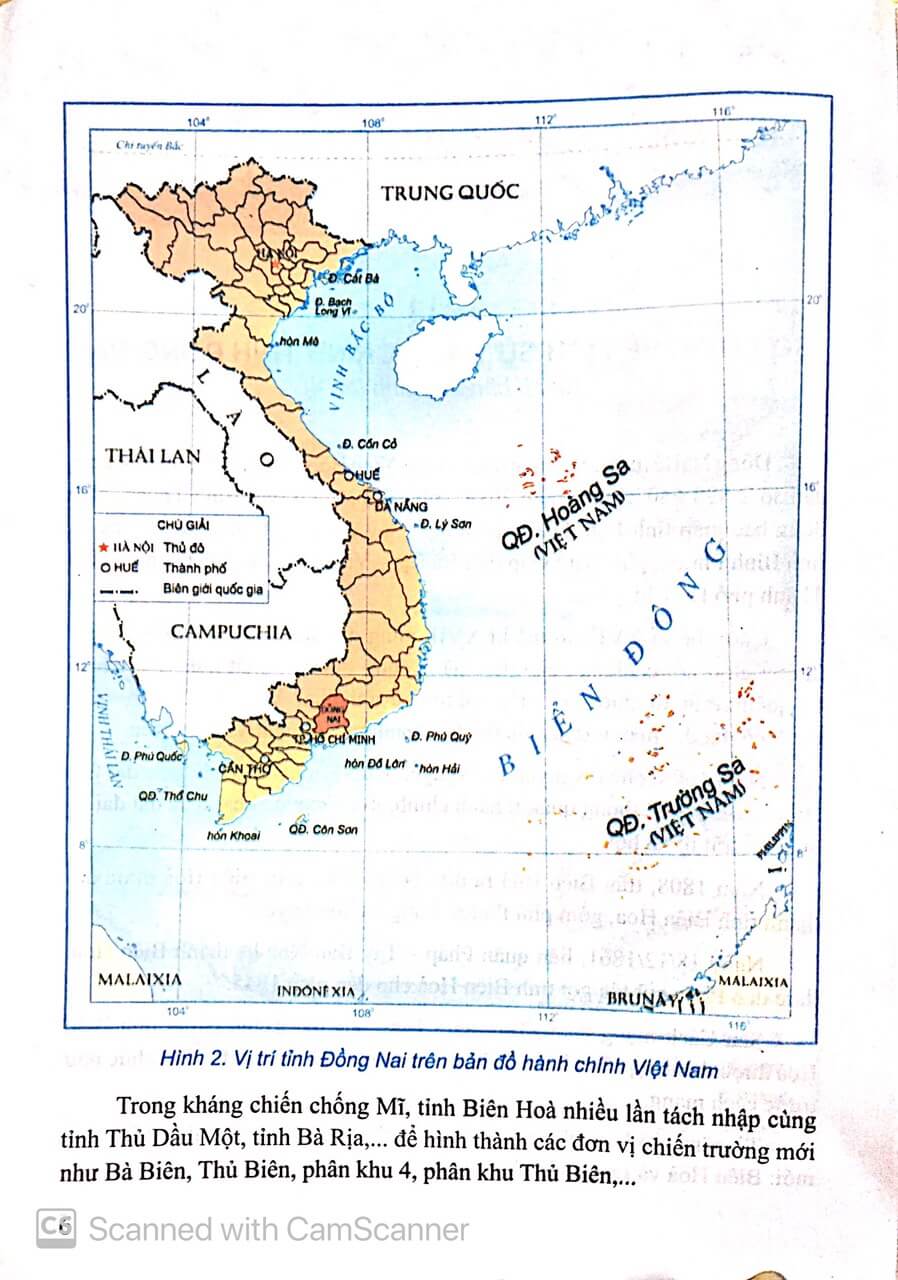 104° 108° 112° 116°
Chí tuyến Bắc
TRUNG QUỐC
HÀ NỘI
Đ. Cát Bà
Đ. Bạch
Long Vĩ
20° 20°
hòn Mê
VỊNH BẮC BỘ
L À
Đ. Cồn Cỏ
THÁI LAN
HUẾ
16° 16°
ĐÀ NẴNG
QĐ. Hoàng Sa
(VIỆT NAM)
Đ. Lý Sơn
CHÚ GIẢI
HÀ NỘI Thủ đô
HUẾ Thành phố
Biên giới quốc gia
CAMPUCHIA
BIỂN ĐÔNG
12° 12°
VỊNH THÁI LAN
ĐỒNG
NAI
TP. HỒ CHÍ MINH
Đ. Phú Quý
Đ. Phú Quốc
CẦN THƠ
hòn Hải
QĐ. Thổ Chu
QĐ. Trường Sa
(VIỆT NAM)
hòn Khoai
QĐ. Côn Sơn
8° 8°
PHILIPPIN
MALAIXIA
INĐÔNÊXIA
BRUNÂY
MALAIXIA
104° 108° 112° 116°
Hình 2. Vị trí tỉnh Đồng Nai trên bản đồ hành chính Việt Nam
Trong kháng chiến chống Mĩ, tỉnh Biên Hoà nhiều lần tách nhập cùng
tỉnh Thủ Dầu Một, tỉnh Bà Rịa,... để hình thành các đơn vị chiến trường mới
như Bà Biên, Thủ Biên, phân khu 4, phân khu Thủ Biên,...
6
CS Scanned with CamScanner